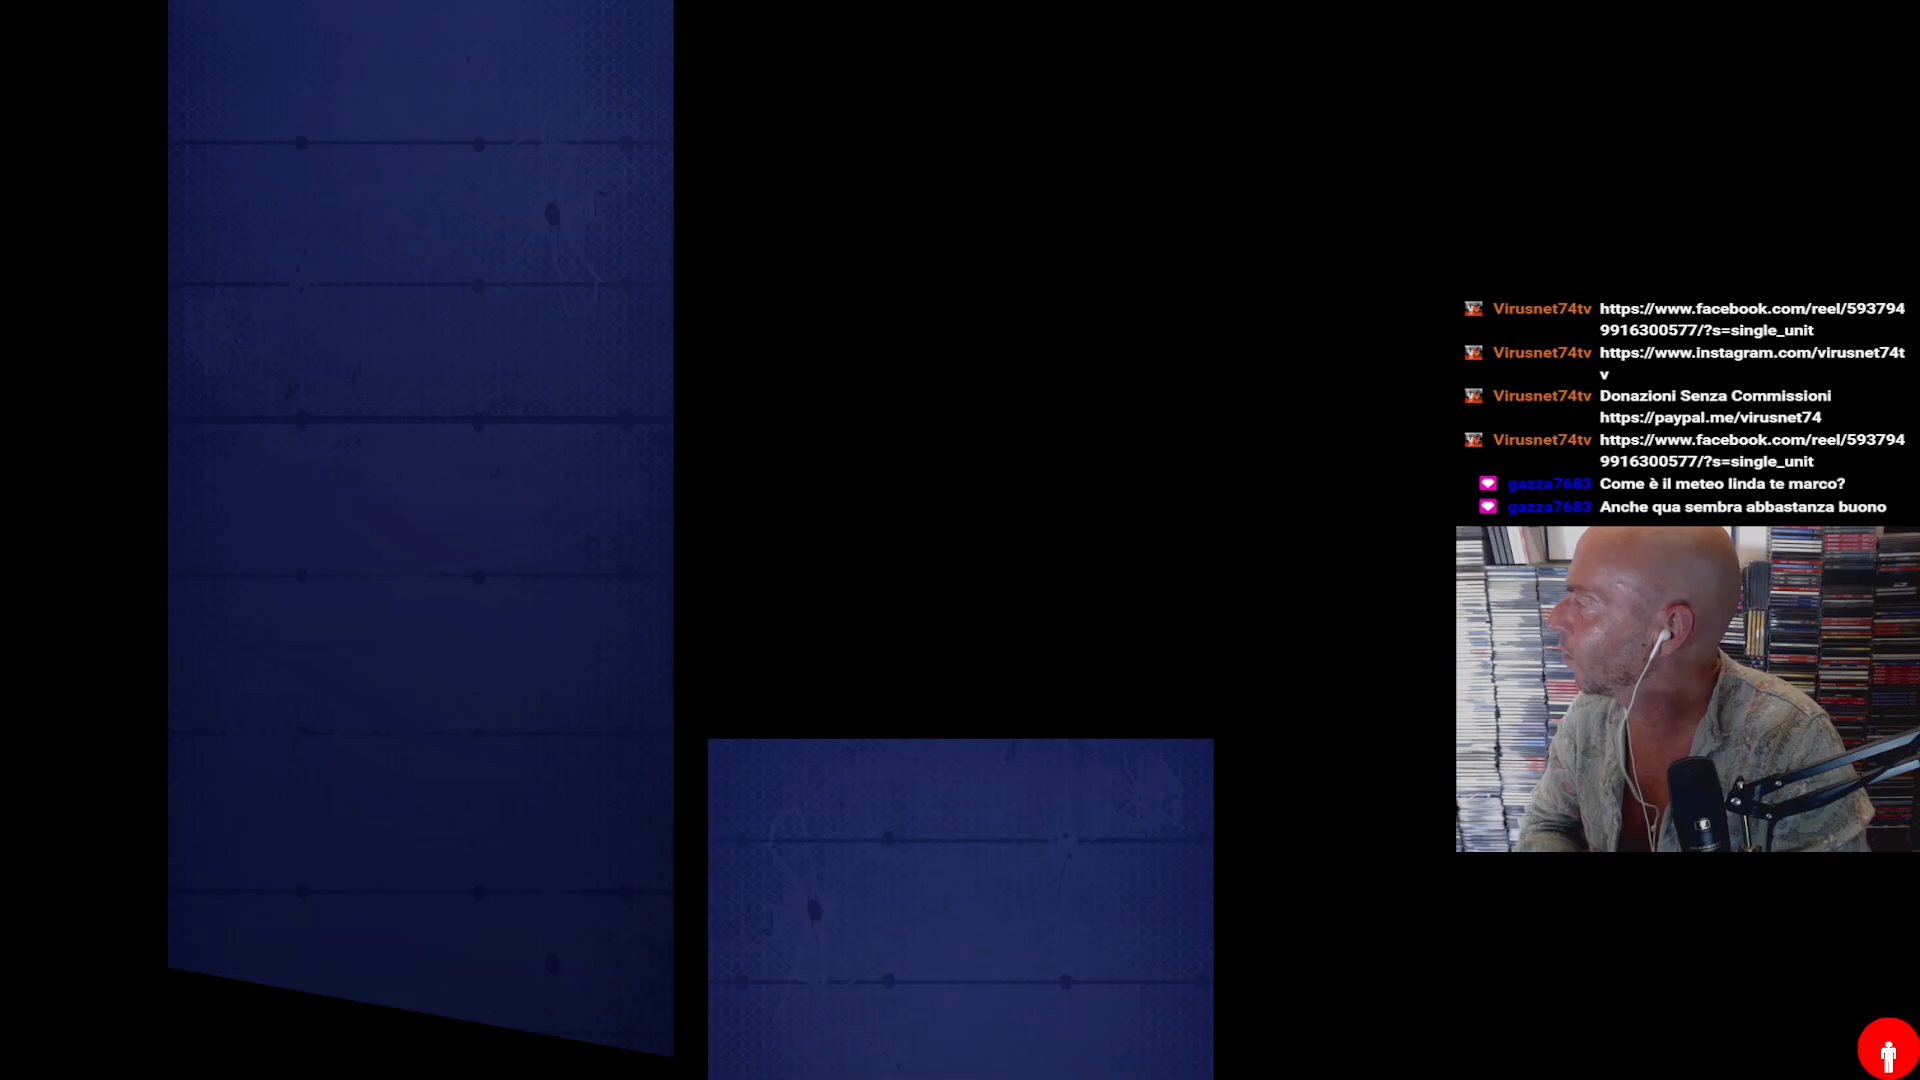 Virusnet74tv https://www.facebook.com/reel/593794
9916300577/?s=single_unit
Virusnet74tv https://www.instagram.com/virusnet74t
v
Virusnet74tv Donazioni Senza Commissioni
https://paypal.me/virusnet74
Virusnet74tv https://www.facebook.com/reel/593794
9916300577/?s=single_unit
gazza7683 Come è il meteo linda te marco?
gazza7683 Anche qua sembra abbastanza buono